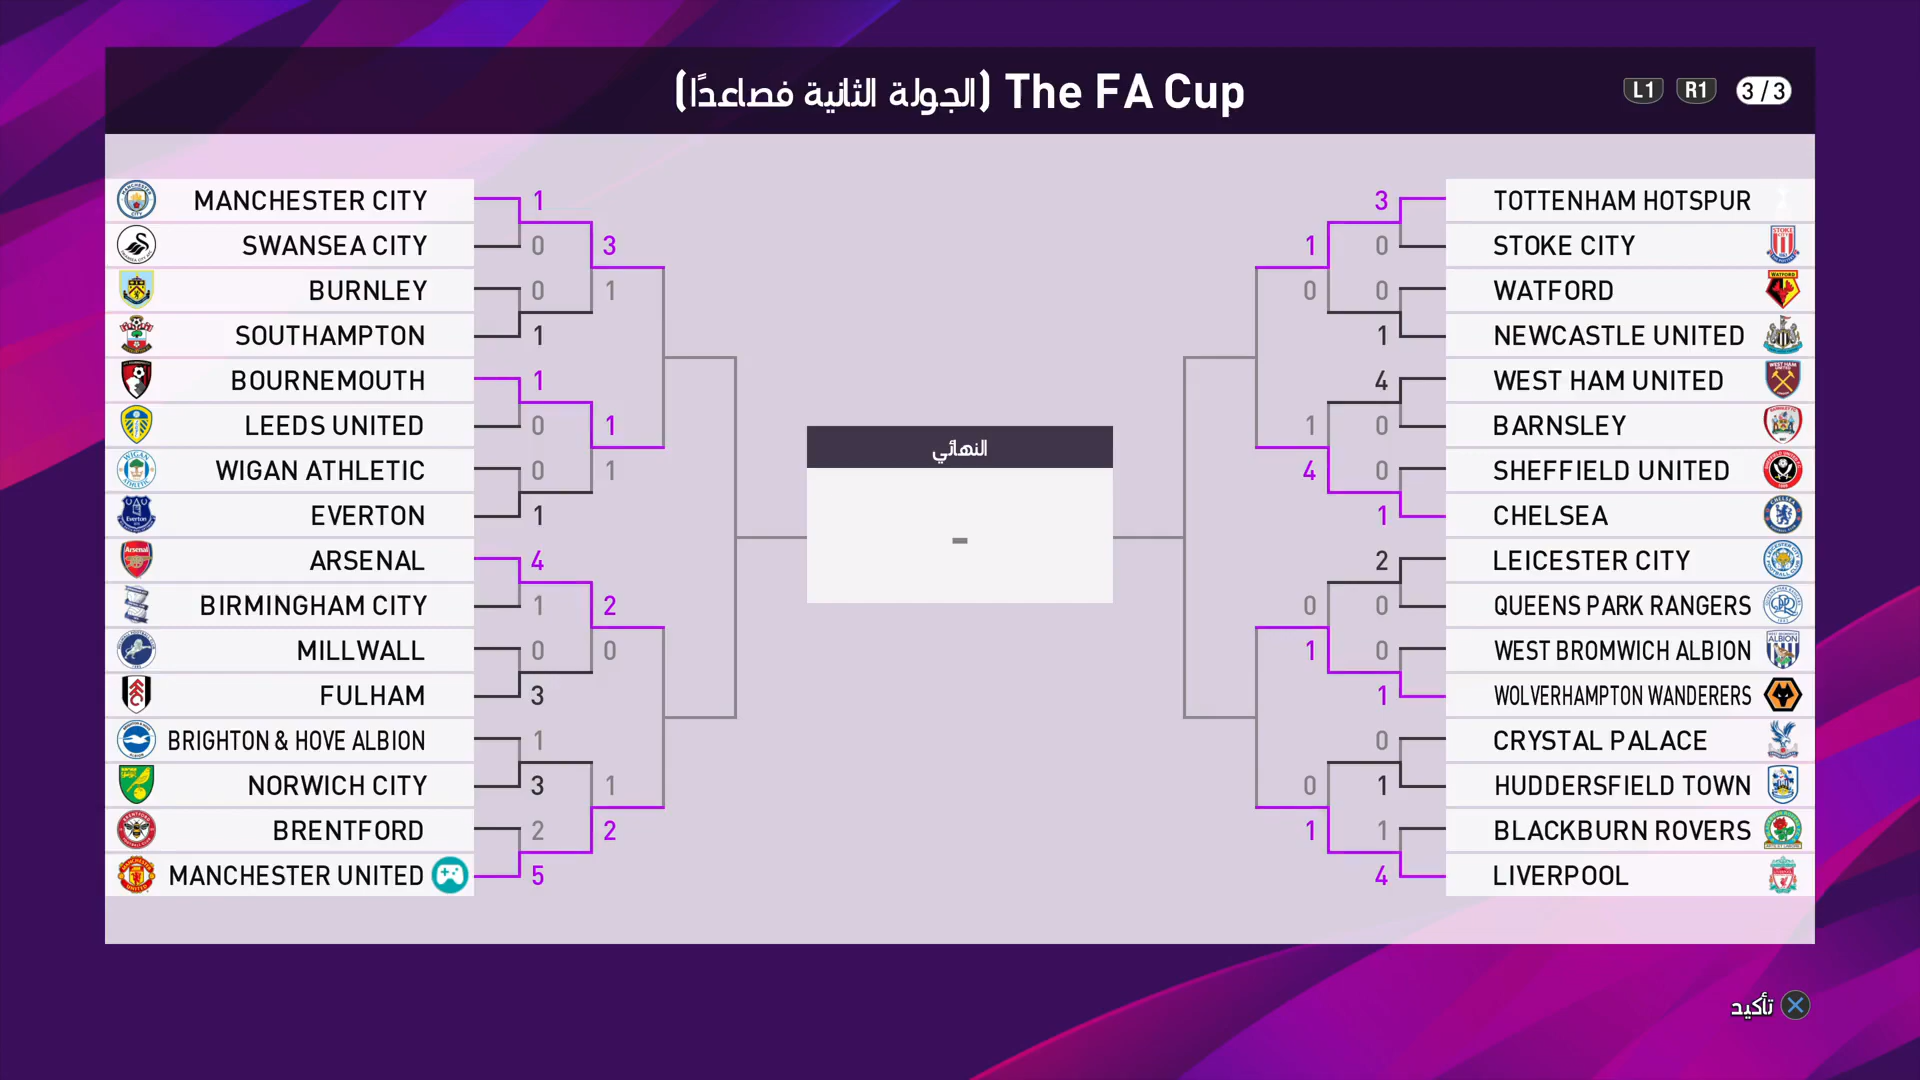 (الجولة الثانية فصاعدًا) The FA Cup
L1 R1 3 / 3
MANCHESTER CITY 1
SWANSEA CITY 0
3
BURNLEY 0
1
SOUTHAMPTON 1
BOURNEMOUTH 1
LEEDS UNITED 0
1
WIGAN ATHLETIC 0
1
EVERTON 1
ARSENAL 4
BIRMINGHAM CITY 1
2
MILLWALL 0
0
FULHAM 3
BRIGHTON & HOVE ALBION 1
NORWICH CITY 3
1
BRENTFORD 2
2
MANCHESTER UNITED 5
النهائي
-
3 TOTTENHAM HOTSPUR
1
0 STOKE CITY
0
0 WATFORD
1 NEWCASTLE UNITED
4 WEST HAM UNITED
1
0 BARNSLEY
4
0 SHEFFIELD UNITED
1 CHELSEA
2 LEICESTER CITY
0
0 QUEENS PARK RANGERS
1
0 WEST BROMWICH ALBION
1 WOLVERHAMPTON WANDERERS
0 CRYSTAL PALACE
0
1 HUDDERSFIELD TOWN
1
1 BLACKBURN ROVERS
4 LIVERPOOL
تأكيد